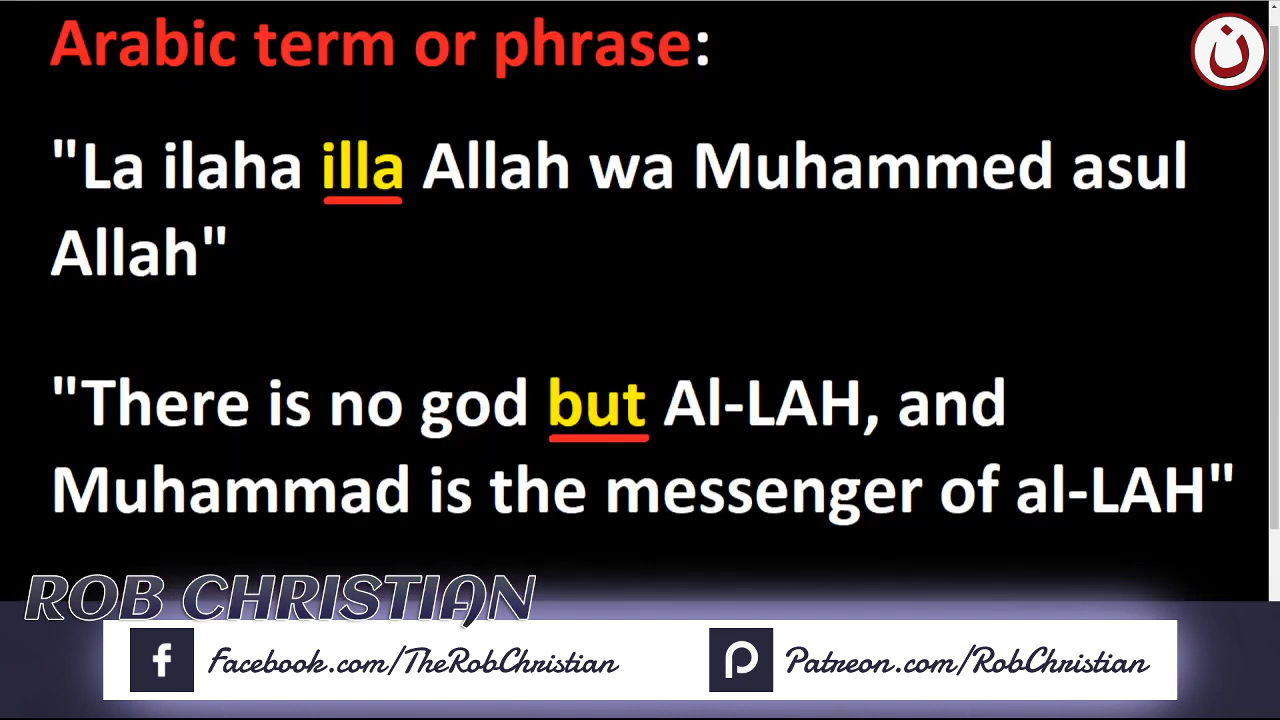 Arabic term or phrase:
ن
"La ilaha illa Allah wa Muhammed asul
Allah"
"There is no god but Al-LAH, and
Muhammad is the messenger of al-LAH"
ROB CHRISTIAN
f Facebook.com/TheRobChristian
Patreon.com/RobChristian